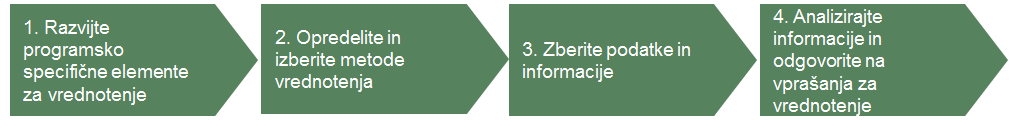 1. Razvijte
programsko
specifične elemente
za vrednotenje
2. Opredelite in
izberite metode
vrednotenja
3. Zberite podatke in
informacije
4. Analizirajte
informacije in
odgovorite na
vprašanja za
vrednotenje